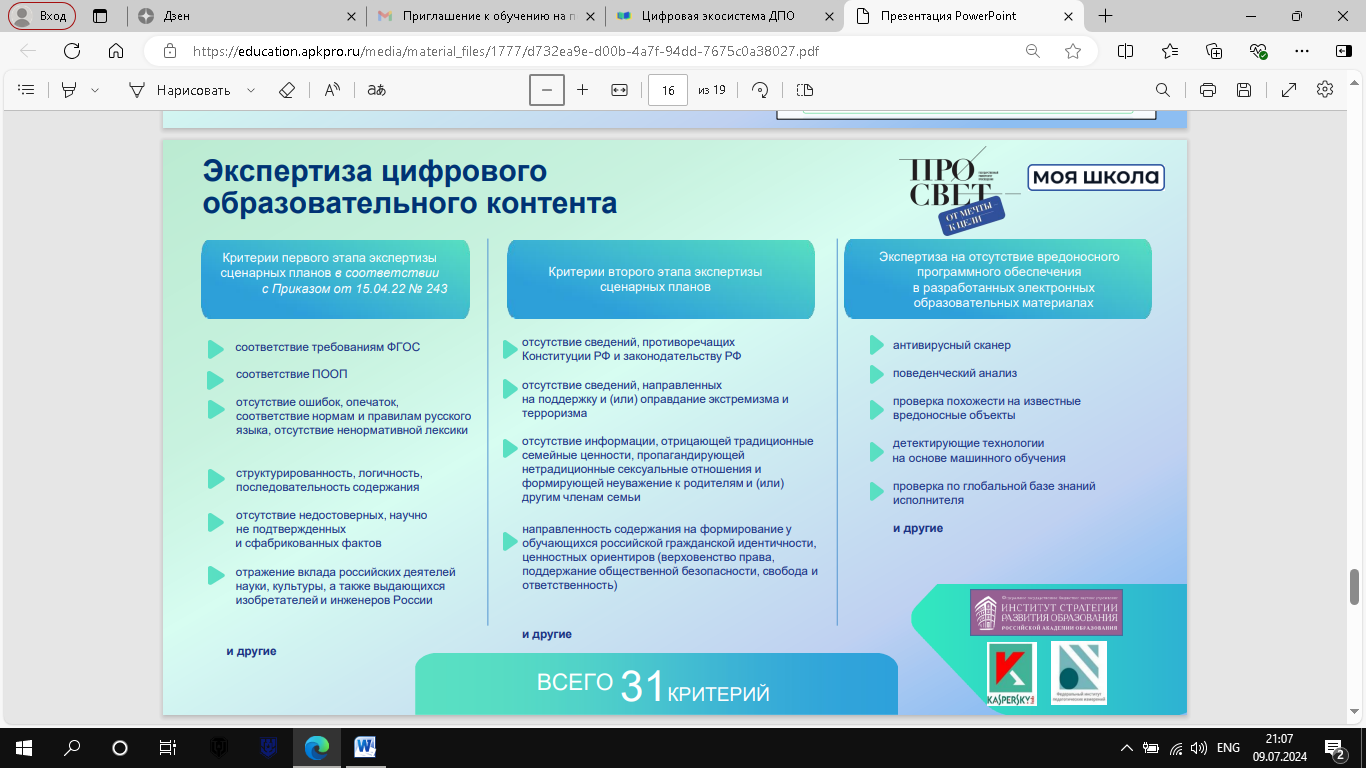 Вход
Дзен
Приглашение к обучению на п
Цифровая экосистема ДПО
Презентация PowerPoint
https://education.apkpro.ru/media/material_files/1777/d732ea9e-d00b-4a7f-94dd-7675c0a38027.pdf
Нарисовать
аあ
16
из 19
Экспертиза цифрового
образовательного контента
ПРО
СВЕТ
ОТ МЕЧТЫ
К ЦЕЛИ
МОЯ ШКОЛА
Критерии первого этапа экспертизы
сценарных планов в соответствии
с Приказом от 15.04.22 № 243
соответствие требованиям ФГОС
соответствие ПООП
отсутствие ошибок, опечаток,
соответствие нормам и правилам русского
языка, отсутствие ненормативной лексики
структурированность, логичность,
последовательность содержания
отсутствие недостоверных, научно
не подтвержденных
и сфабрикованных фактов
отражение вклада российских деятелей
науки, культуры, а также выдающихся
изобретателей и инженеров России
и другие
Критерии второго этапа экспертизы
сценарных планов
отсутствие сведений, противоречащих
Конституции РФ и законодательству РФ
отсутствие сведений, направленных
на поддержку и (или) оправдание экстремизма и
терроризма
отсутствие информации, отрицающей традиционные
семейные ценности, пропагандирующей
нетрадиционные сексуальные отношения и
формирующей неуважение к родителям и (или)
другим членам семьи
направленность содержания на формирование у
обучающихся российской гражданской идентичности,
ценностных ориентиров (верховенство права,
поддержание общественной безопасности, свобода и
ответственность)
и другие
Экспертиза на отсутствие вредоносного
программного обеспечения
в разработанных электронных
образовательных материалах
антивирусный сканер
поведенческий анализ
проверка похожести на известные
вредоносные объекты
детектирующие технологии
на основе машинного обучения
проверка по глобальной базе знаний
исполнителя
и другие
ИНСТИТУТ СТРАТЕГИИ
РАЗВИТИЯ ОБРАЗОВАНИЯ
РОССИЙСКОЙ АКАДЕМИИ ОБРАЗОВАНИЯ
KASPERSKY
Федеральный институт
педагогических измерений
ВСЕГО 31 КРИТЕРИЙ
ENG
21:07
09.07.2024
2